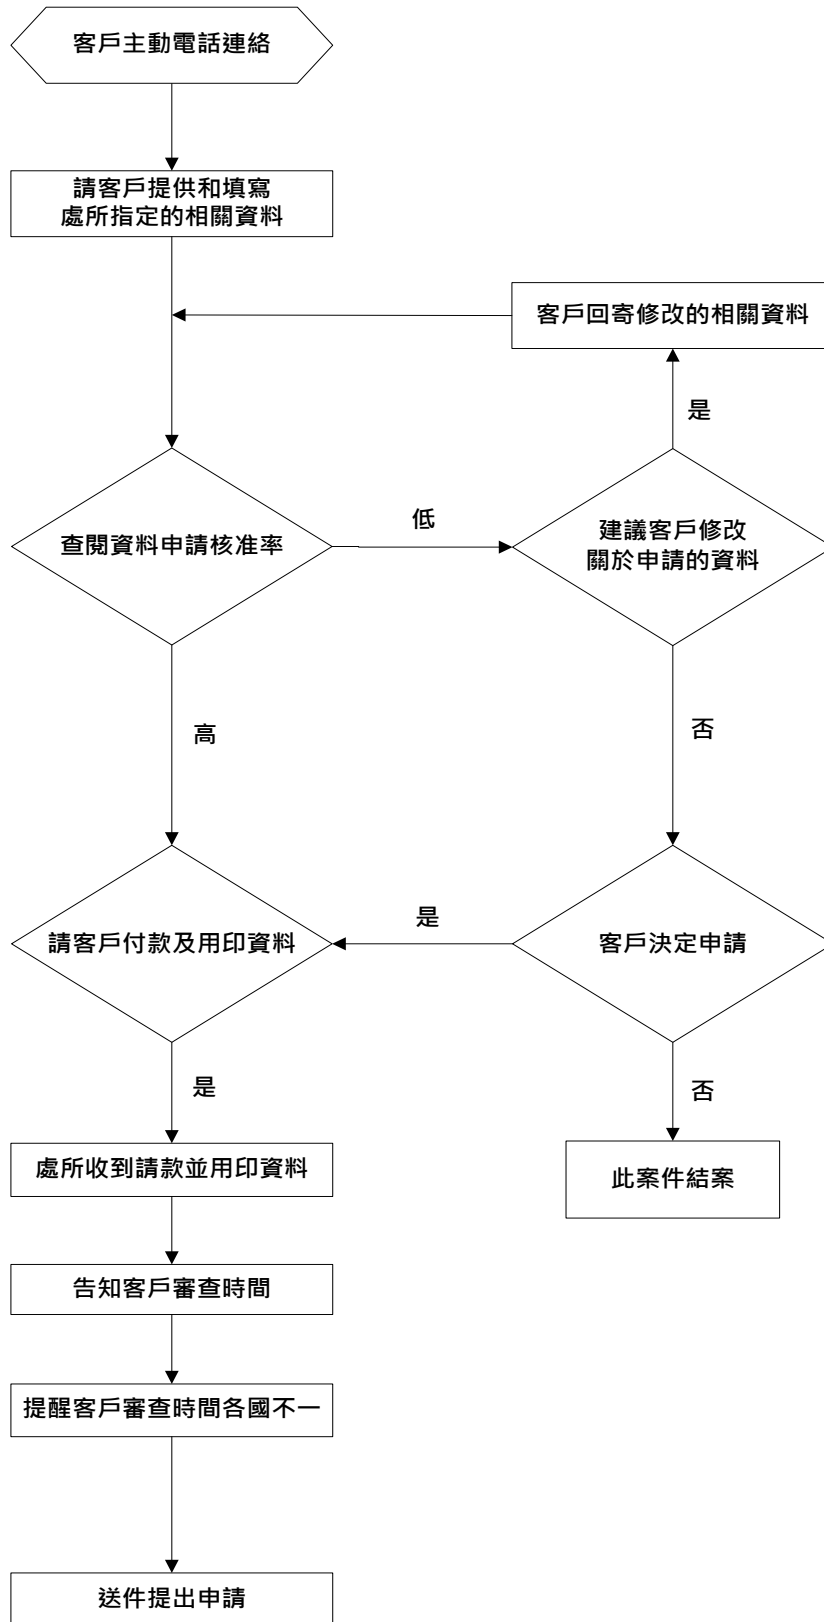 客戶主動電話連絡
請客戶提供和填寫
處所指定的相關資料
客戶回寄修改的相關資料
是
查閱資料申請核准率
低
建議客戶修改
關於申請的資料
高
否
請客戶付款及用印資料
是
客戶決定申請
是
否
處所收到請款並用印資料
此案件結案
告知客戶審查時間
提醒客戶審查時間各國不一
送件提出申請